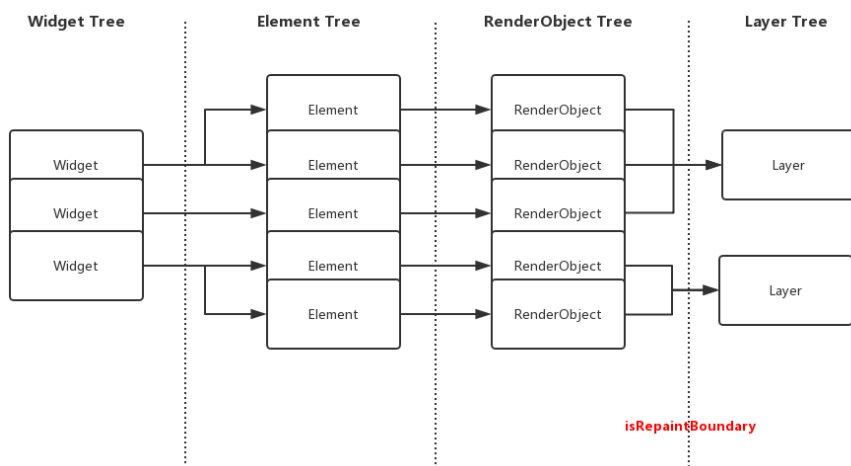 Widget Tree
Element Tree
RenderObject Tree
Layer Tree
Element
RenderObject
Widget
Element
RenderObject
Layer
Widget
Element
RenderObject
Widget
Element
RenderObject
Layer
Element
RenderObject
isRepaintBoundary